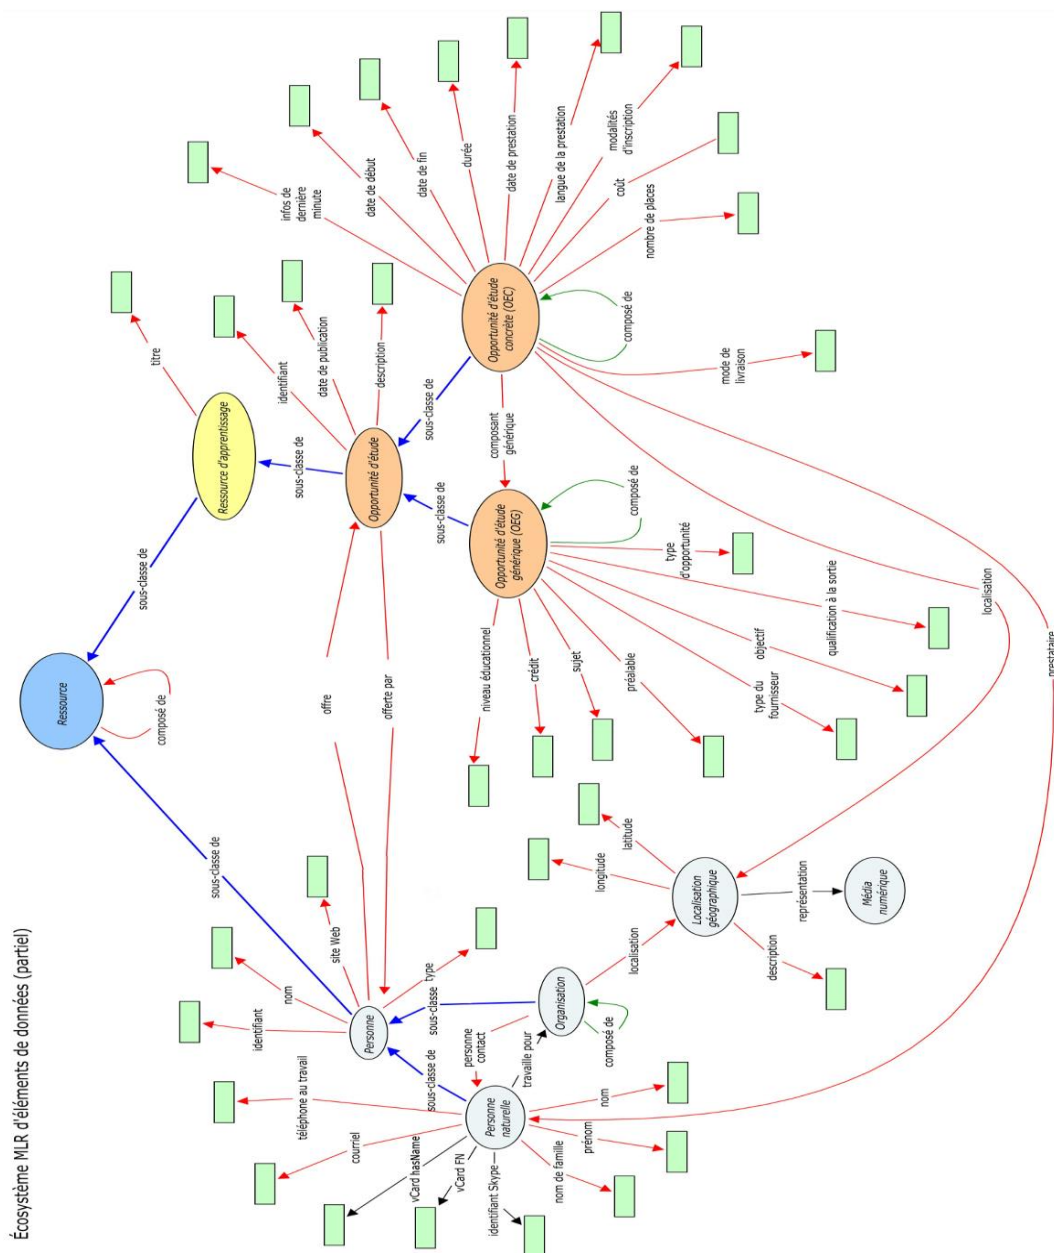 Écosystème MLR d'éléments de données (partiel)
Ressource
composé de
sous-classe de
sous-classe de
Ressource d'apprentissage
titre
sous-classe de
Opportunité d'étude
identifiant
date de publication
description
offre
offerte par
sous-classe de
sous-classe de
Opportunité d'étude
concrète (OEC)
infos de
dernière
minute
date de début
date de fin
durée
date de prestation
langue de la prestation
modalités
d'inscription
coût
nombre de places
composé de
mode de
livraison
composant
générique
localisation
prestataire
Opportunité d'étude
générique (OEG)
composé de
niveau éducationnel
crédit
sujet
préalable
type du
fournisseur
objectif
qualification à la sortie
type
d'opportunité
Personne
identifiant
nom
site Web
type
sous-classe
sous-classe de
Organisation
composé de
localisation
personne
contact
travaille pour
Personne
naturelle
téléphone au travail
courriel
vCard hasName
vCard FN
identifiant Skype
nom de famille
prénom
nom
Localisation
géographique
longitude
latitude
description
représentation
Média
numérique